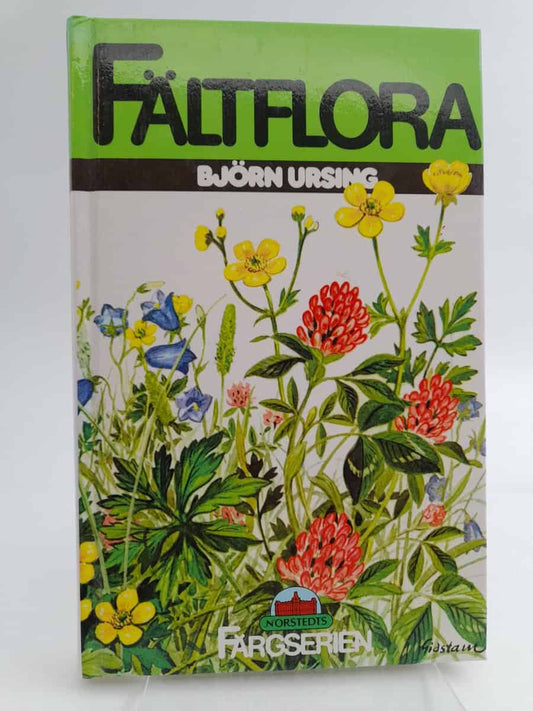 FÄLTFLORA
BJÖRN URSING
NORSTEDTS
FÄRGSERIEN
Gidstam